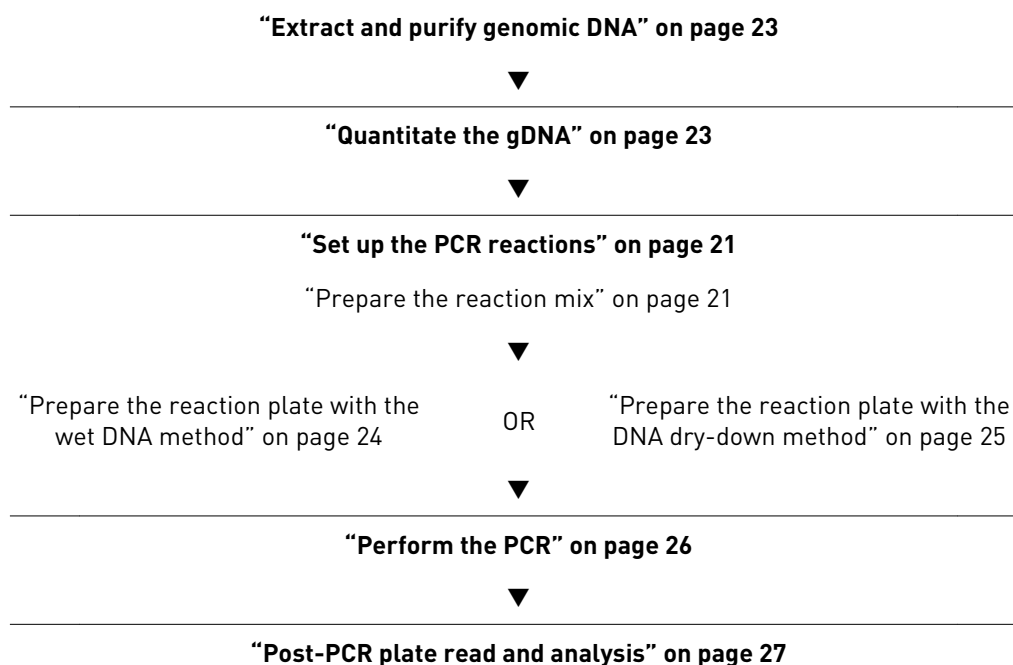 “Extract and purify genomic DNA” on page 23
▼
“Quantitate the gDNA” on page 23
▼
“Set up the PCR reactions” on page 21
“Prepare the reaction mix” on page 21
▼
“Prepare the reaction plate with the
wet DNA method” on page 24
OR
“Prepare the reaction plate with the
DNA dry-down method” on page 25
▼
“Perform the PCR” on page 26
▼
“Post-PCR plate read and analysis” on page 27